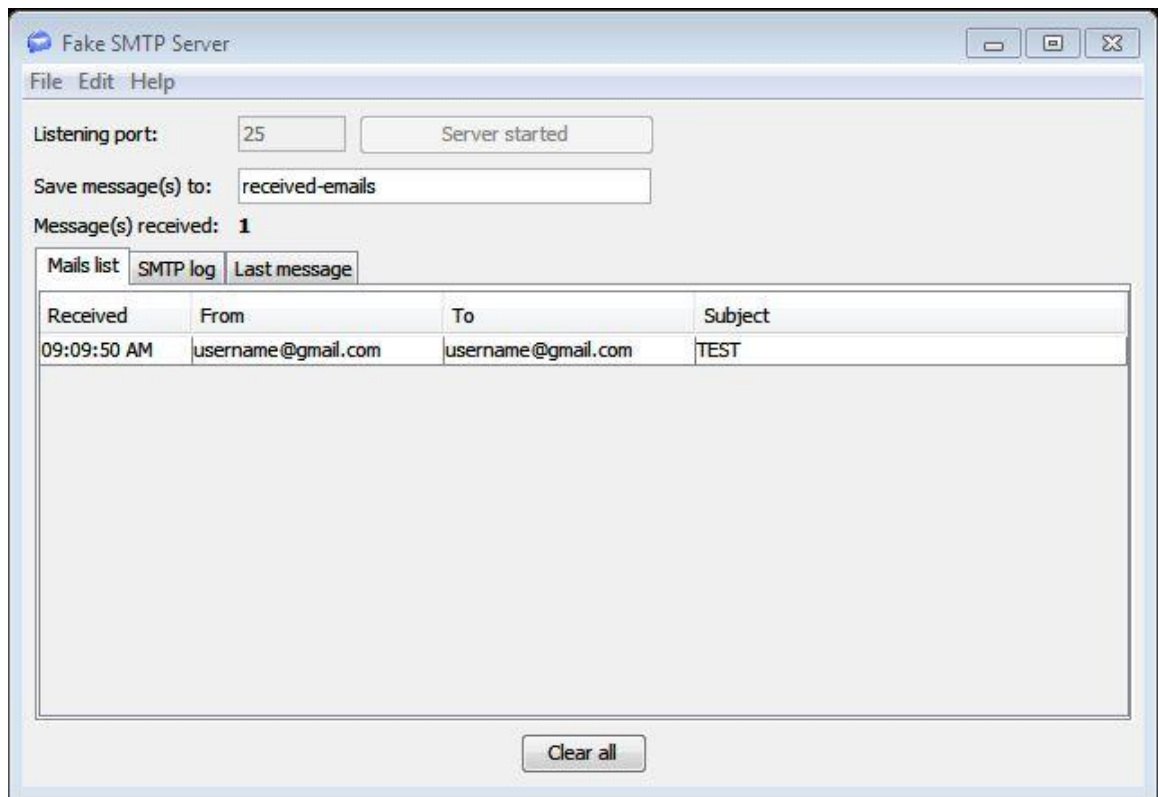 Fake SMTP Server
File Edit Help
Listening port: 25 Server started
Save message(s) to: received-emails
Message(s) received: 1
Mails list SMTP log Last message
Received From To Subject
09:09:50 AM username@gmail.com username@gmail.com TEST
Clear all